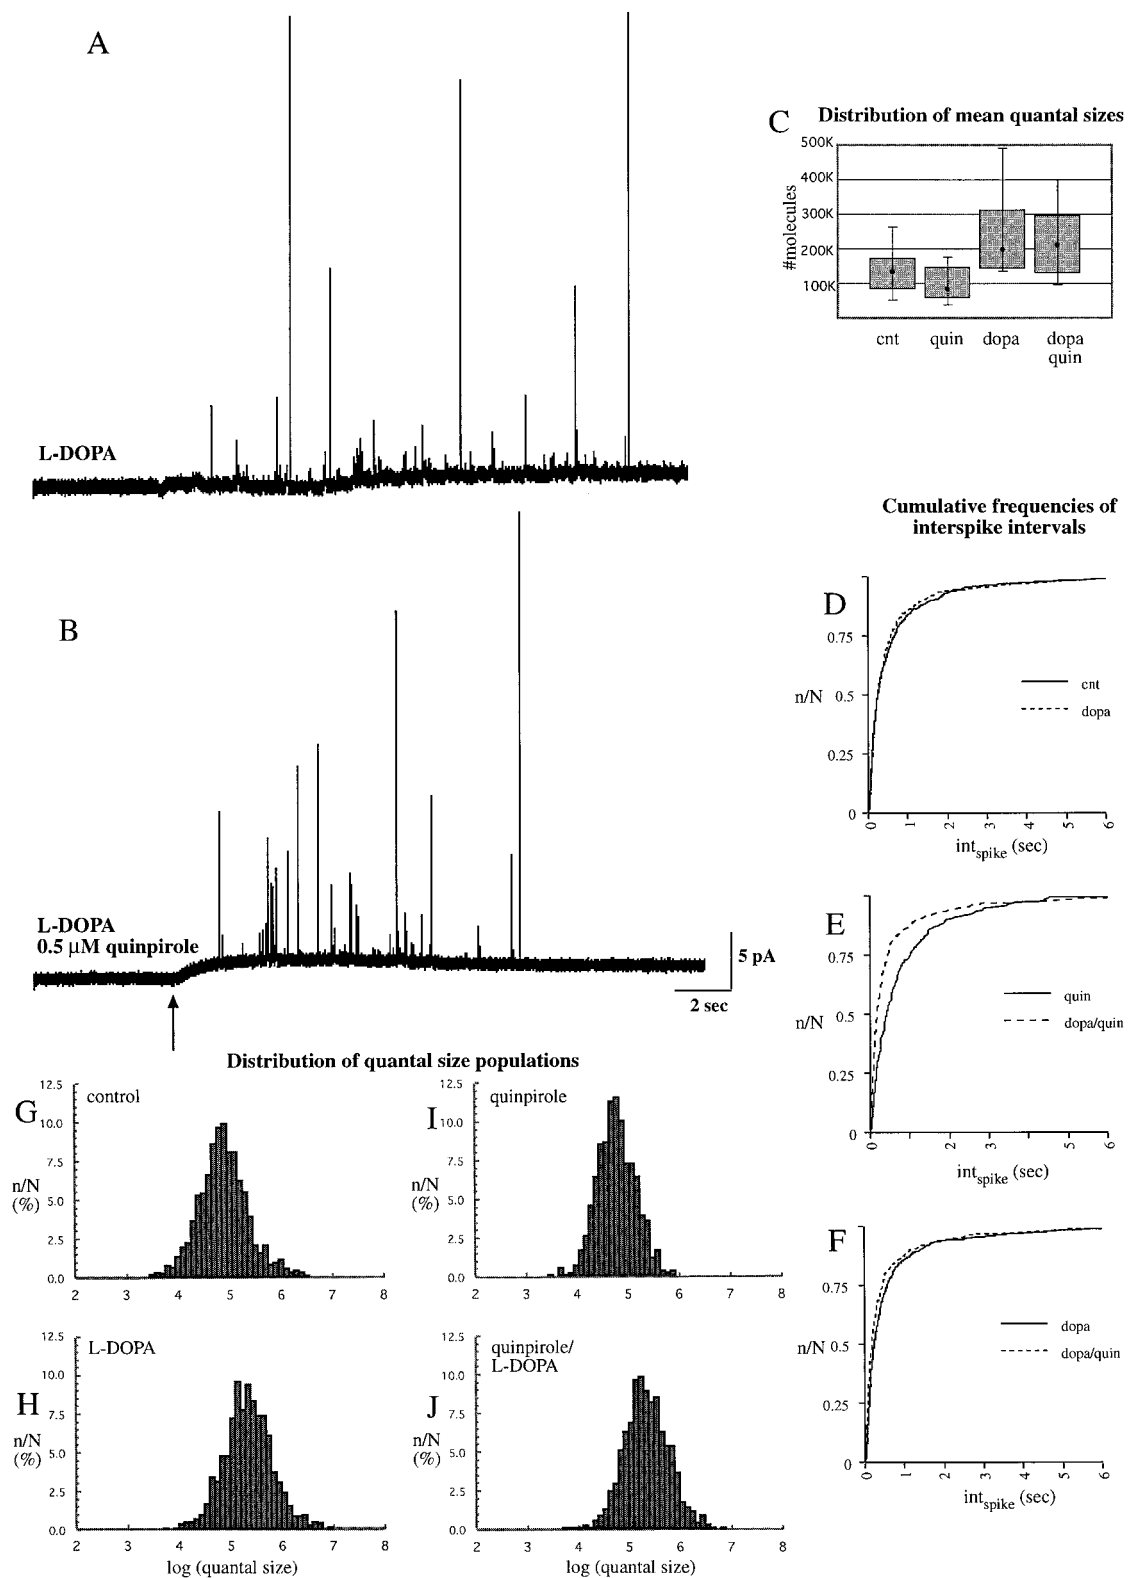 A
L-DOPA
C Distribution of mean quantal sizes
#molecules
500K
400K
300K
200K
100K
cnt quin dopa dopa
quin
B
L-DOPA
0.5 µM quinpirole
5 pA
2 sec
Cumulative frequencies of
interspike intervals
D
n/N
0.75
0.5
0.25
0
cnt
dopa
0 1 2 3 4 5 6
int spike (sec)
E
n/N
0.75
0.5
0.25
0
quin
dopa/quin
0 1 2 3 4 5 6
int spike (sec)
F
n/N
0.75
0.5
0.25
0
dopa
dopa/quin
0 1 2 3 4 5 6
int spike (sec)
Distribution of quantal size populations
G
control
12.5
10.0
7.5
5.0
2.5
0.0
n/N
(%)
2 3 4 5 6 7 8
I
quinpirole
12.5
10.0
7.5
5.0
2.5
0.0
n/N
(%)
2 3 4 5 6 7 8
H
L-DOPA
12.5
10.0
7.5
5.0
2.5
0.0
n/N
(%)
2 3 4 5 6 7 8
log (quantal size)
J
quinpirole/
L-DOPA
12.5
10.0
7.5
5.0
2.5
0.0
n/N
(%)
2 3 4 5 6 7 8
log (quantal size)